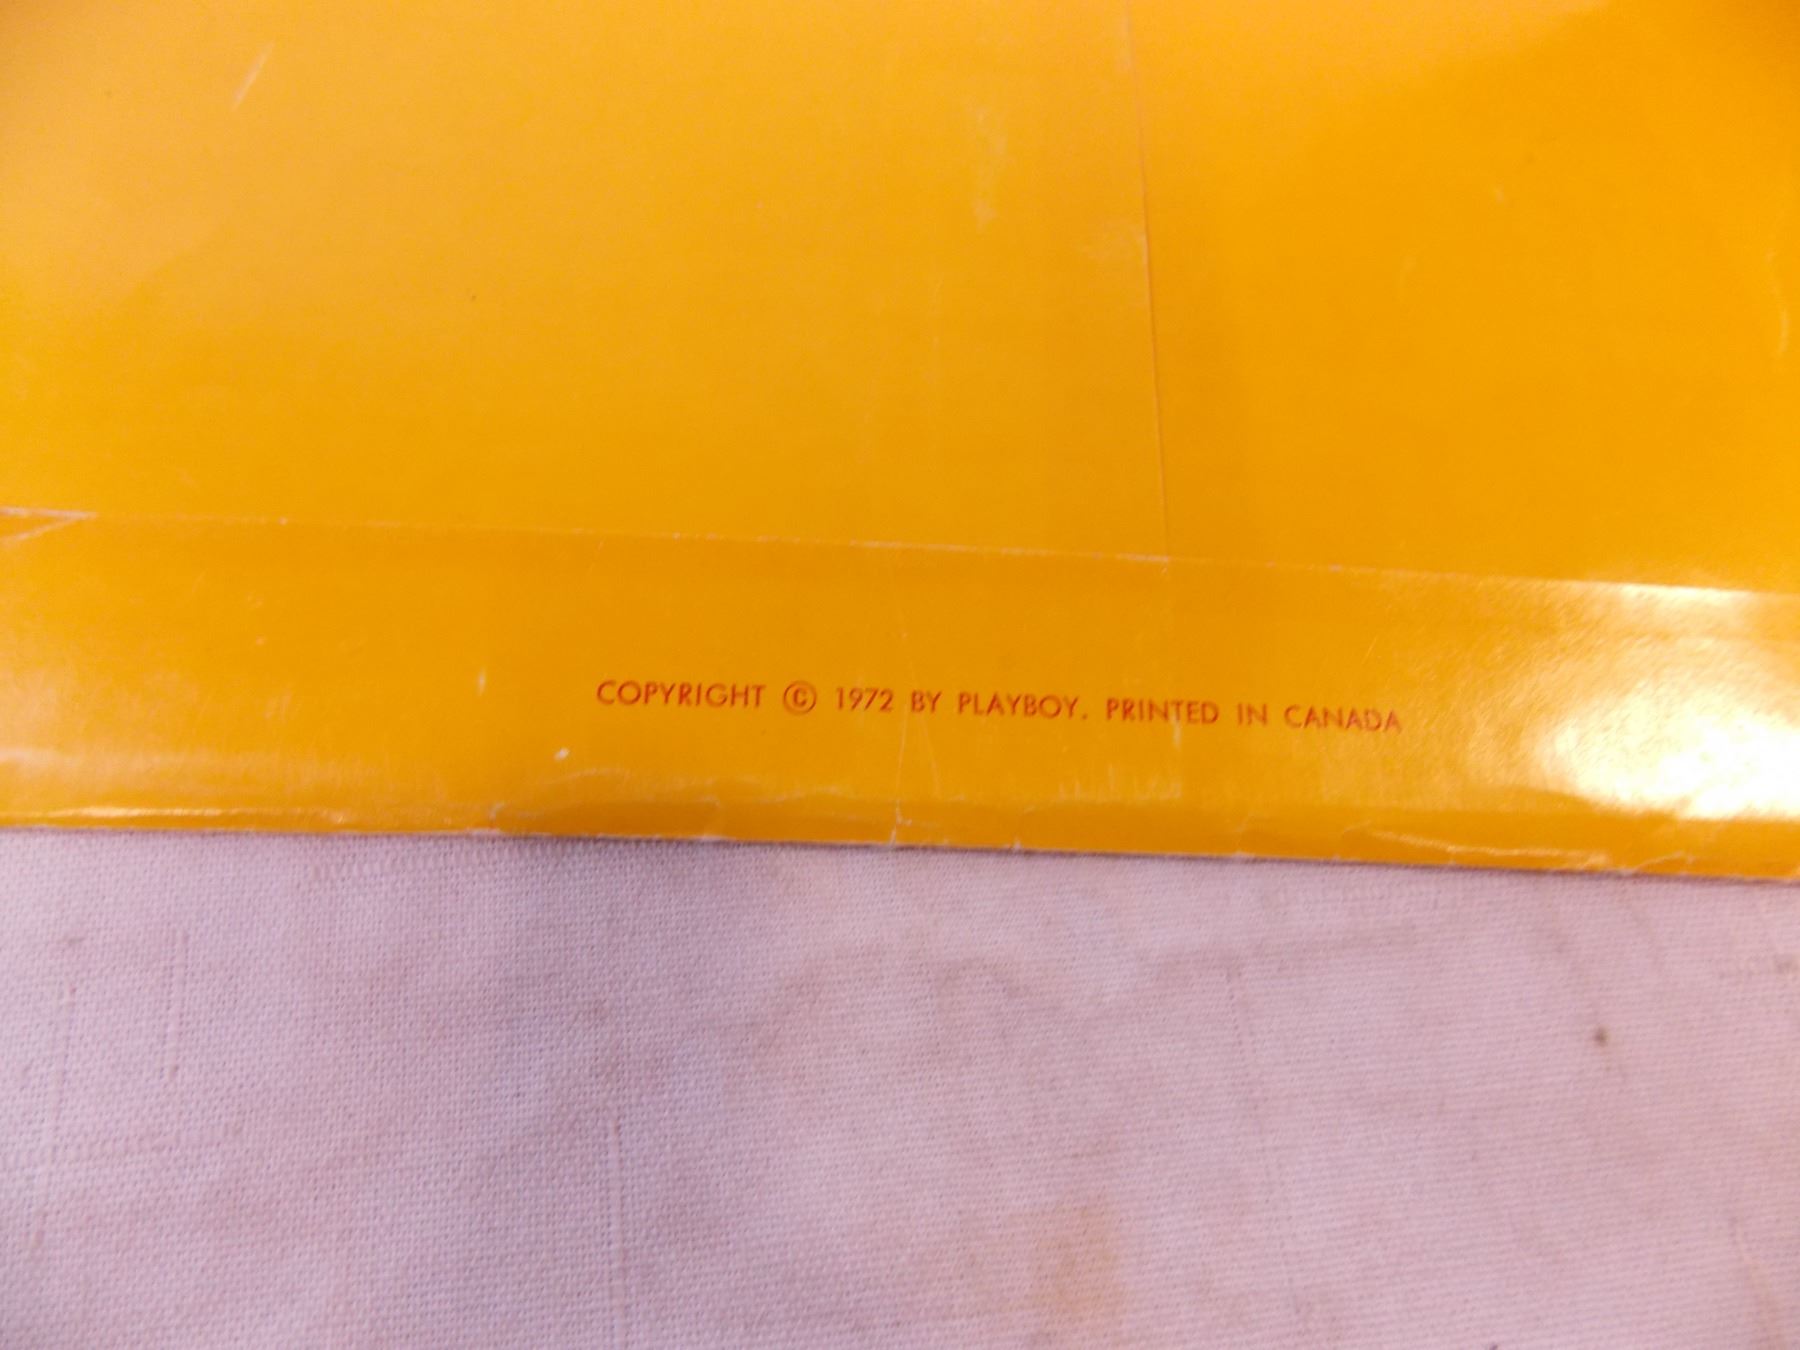 COPYRIGHT © 1972 BY PLAYBOY. PRINTED IN CANADA